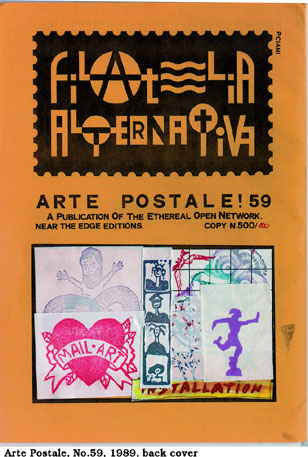 FILATELIA
ALTERNATIVA
ARTE POSTALE! 59
A PUBLICATION OF THE ETHEREAL OPEN NETWORK.
NEAR THE EDGE EDITIONS. COPY N.500/
MAIL-ART
INSTALLATION
Arte Postale, No.59, 1989, back cover